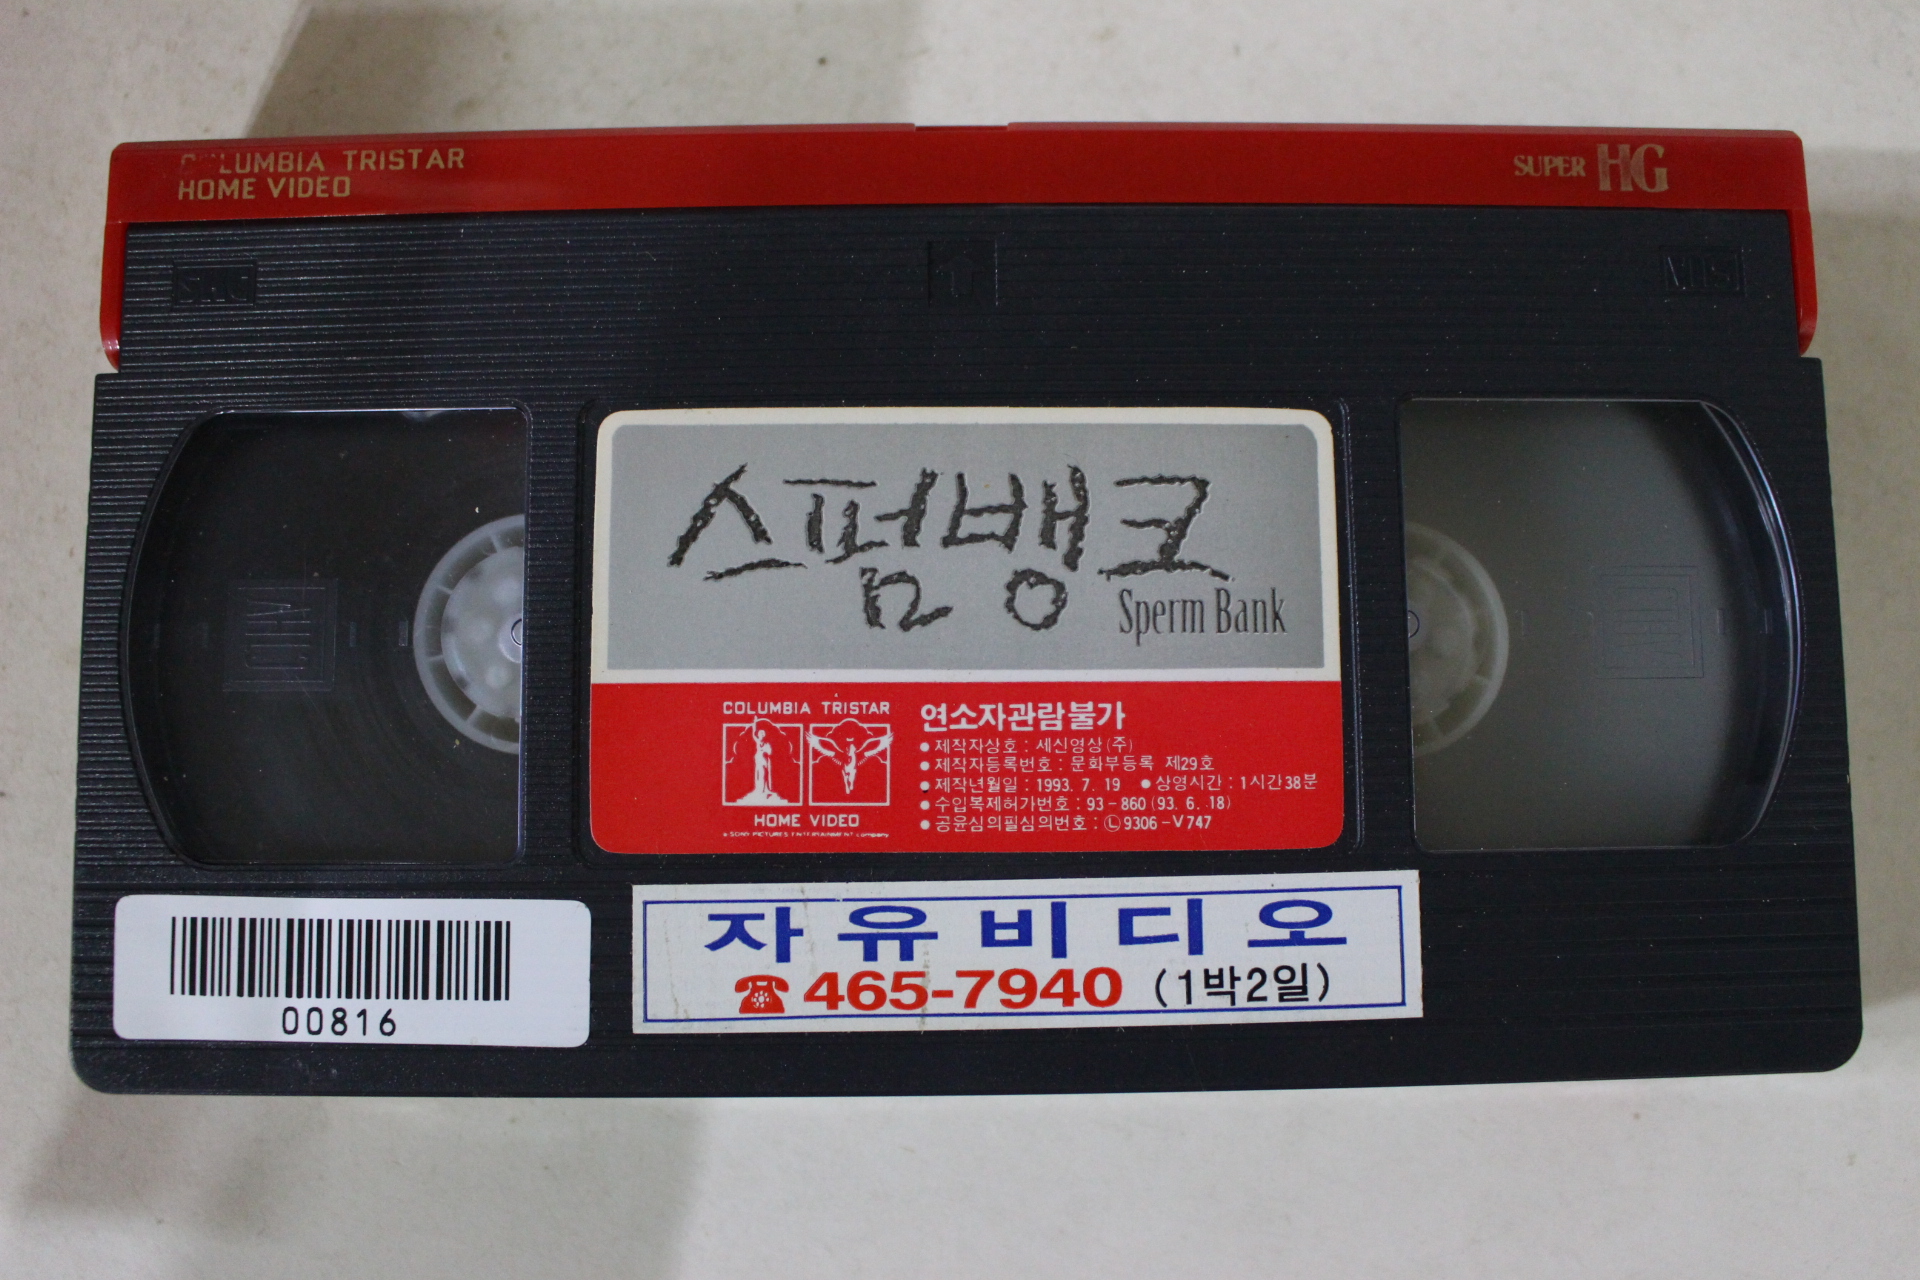 COLUMBIA TRISTAR
HOME VIDEO
SUPER HG
VHS
스펌뱅크
Sperm Bank
COLUMBIA TRISTAR
HOME VIDEO
a SONY PICTURES ENTERTAINMENT company
연소자관람불가
● 제작자상호 : 세신영상(주)
● 제작자등록번호 : 문화부등록 제29호
● 제작년월일 : 1993. 7. 19 ● 상영시간 : 1시간38분
● 수입복제허가번호 : 93-860 (93. 6. 18)
● 공윤심의필심의번호 : Ⓛ9306-V747
00816
자유비디오
☎465-7940 (1박2일)